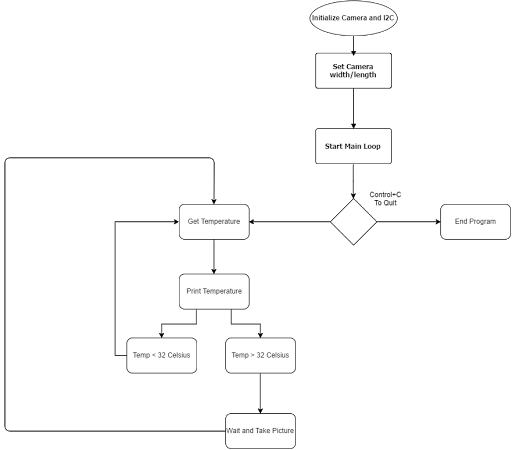 Initialize Camera and I2C
Set Camera
width/length
Start Main Loop
Control+C
To Quit
Get Temperature
End Program
Print Temperature
Temp < 32 Celsius
Temp > 32 Celsius
Wait and Take Picture